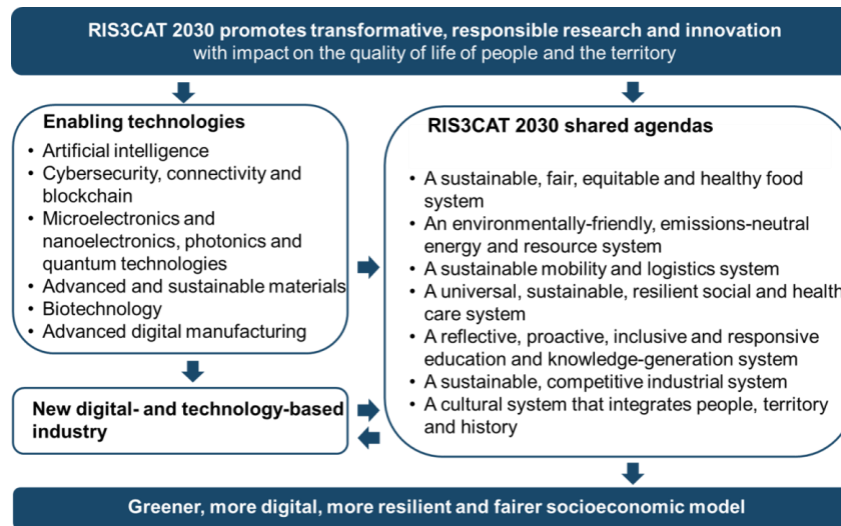 RIS3CAT 2030 promotes transformative, responsible research and innovation
with impact on the quality of life of people and the territory
Enabling technologies
• Artificial intelligence
• Cybersecurity, connectivity and
blockchain
• Microelectronics and
nanoelectronics, photonics and
quantum technologies
• Advanced and sustainable materials
• Biotechnology
• Advanced digital manufacturing
New digital- and technology-based
industry
RIS3CAT 2030 shared agendas
• A sustainable, fair, equitable and healthy food
system
• An environmentally-friendly, emissions-neutral
energy and resource system
• A sustainable mobility and logistics system
• A universal, sustainable, resilient social and health
care system
• A reflective, proactive, inclusive and responsive
education and knowledge-generation system
• A sustainable, competitive industrial system
• A cultural system that integrates people, territory
and history
Greener, more digital, more resilient and fairer socioeconomic model